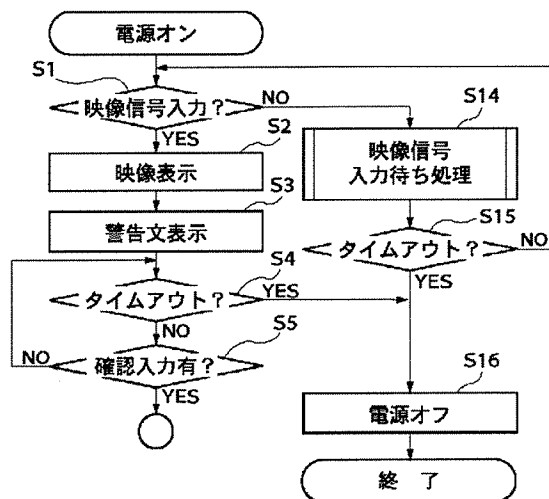 電源オン
S1
映像信号入力？
NO
YES
S2
映像表示
S3
警告文表示
S4
タイムアウト？
YES
NO
S5
確認入力有？
NO
YES
S14
映像信号
入力待ち処理
S15
タイムアウト？
NO
YES
S16
電源オフ
終 了